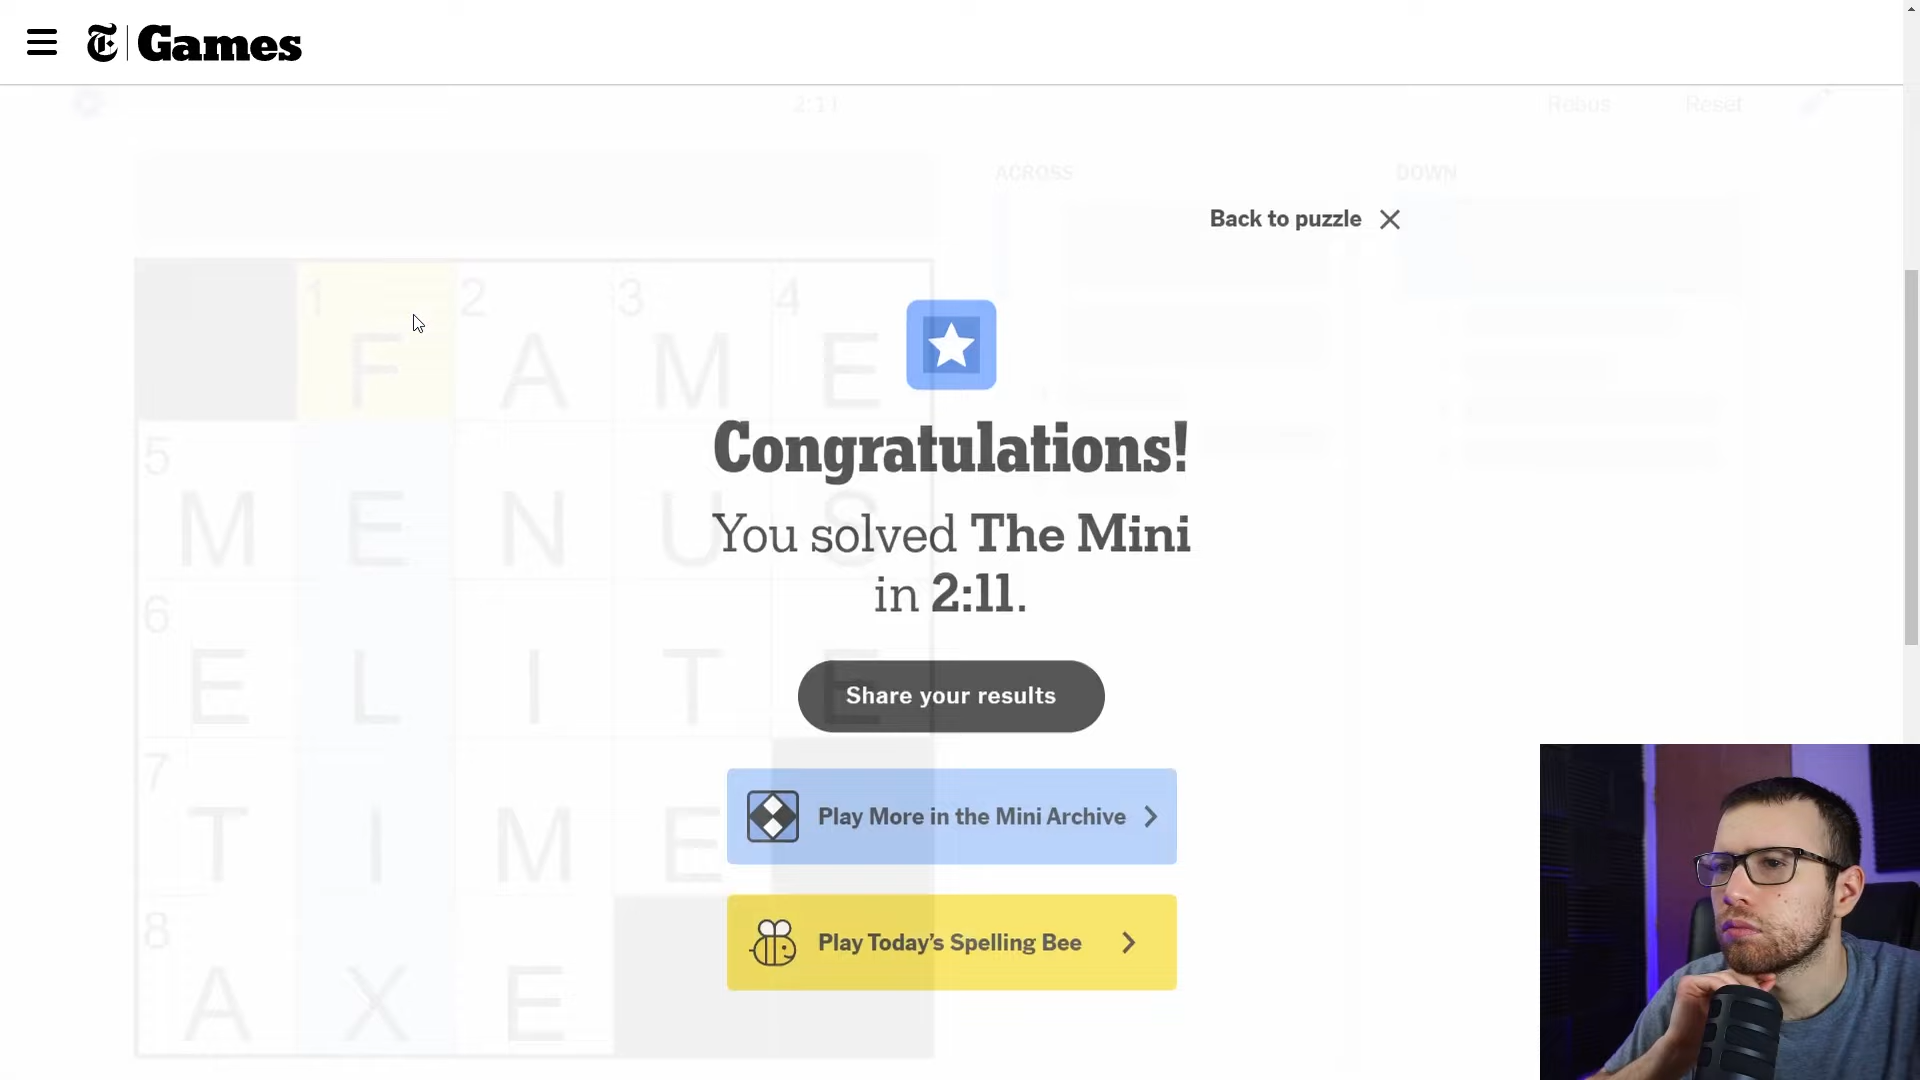 Games
2:11
Rebus
Reset
ACROSS
DOWN
Back to puzzle
1 2 3 4
F A M E
5
M E N U S
6
E L I T E
7
T I M E
8
A X E
Congratulations!
You solved The Mini
in 2:11.
Share your results
Play More in the Mini Archive
Play Today’s Spelling Bee